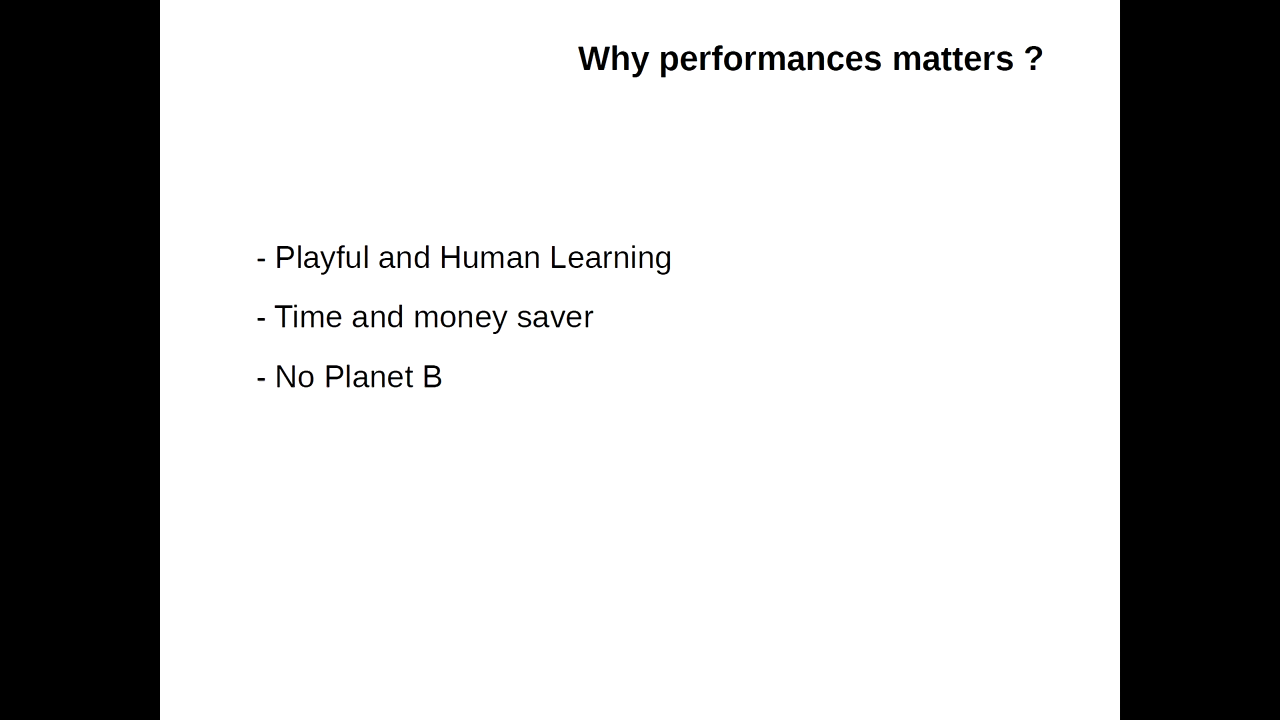 Why performances matters ?
- Playful and Human Learning
- Time and money saver
- No Planet B